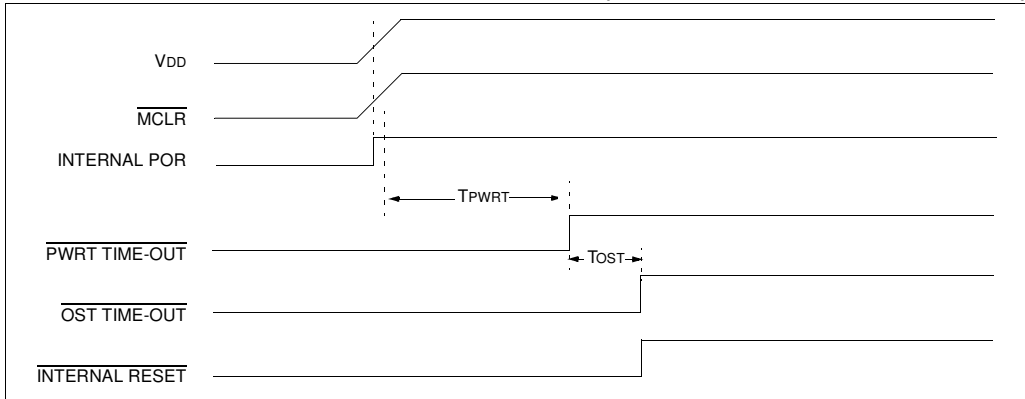 VDD
MCLR
INTERNAL POR
TPWRT
PWRT TIME-OUT
TOST
OST TIME-OUT
INTERNAL RESET